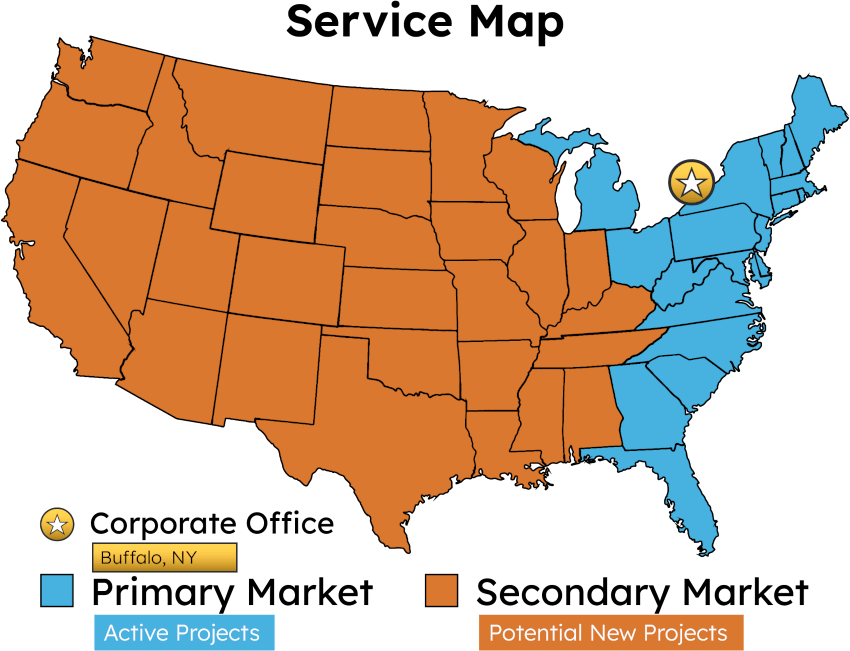 Service Map
Corporate Office
Buffalo, NY
Primary Market
Active Projects
Secondary Market
Potential New Projects